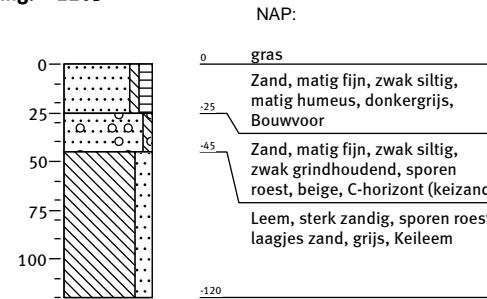 NAP:
0 gras
0
Zand, matig fijn, zwak siltig,
matig humeus, donkergrijs,
Bouwvoor
25
-25
-45
Zand, matig fijn, zwak siltig,
zwak grindhoudend, sporen
roest, beige, C-horizont (keizand
50
Leem, sterk zandig, sporen roest
laagjes zand, grijs, Keileem
75
100
-120